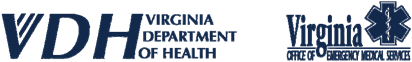 VDH VIRGINIA
DEPARTMENT
OF HEALTH
Virginia
OFFICE OF EMERGENCY MEDICAL SERVICES